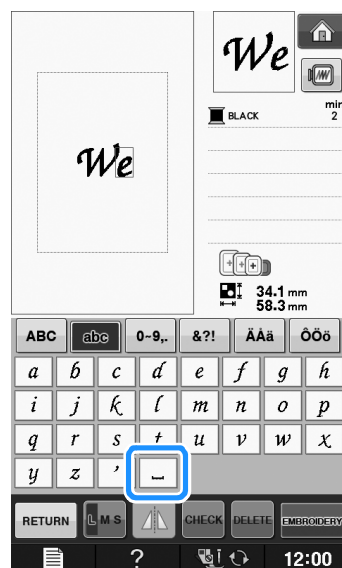 We
We
min
BLACK 2
34.1 mm
58.3 mm
ABC abc 0~9,. &?! ÄÅä ÔÖö
a b c d e f g h
i j k l m n o p
q r s t u v w x
y z ’ ⎵
RETURN L M S CHECK DELETE EMBROIDERY
? 12:00